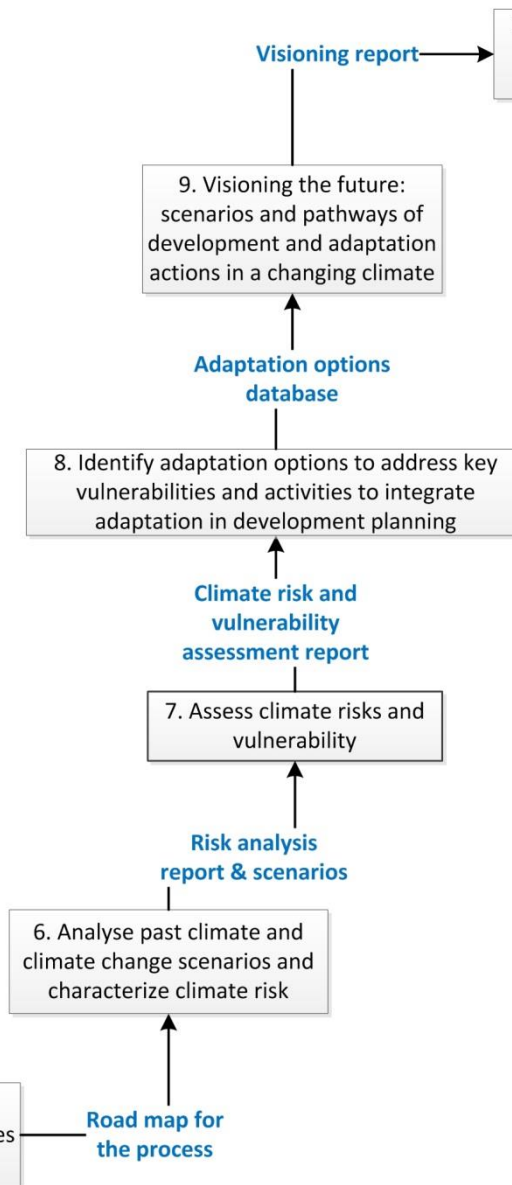 Visioning report
9. Visioning the future:
scenarios and pathways of
development and adaptation
actions in a changing climate
Adaptation options
database
8. Identify adaptation options to address key
vulnerabilities and activities to integrate
adaptation in development planning
Climate risk and
vulnerability
assessment report
7. Assess climate risks and
vulnerability
Risk analysis
report & scenarios
6. Analyse past climate and
climate change scenarios and
characterize climate risk
Road map for
the process